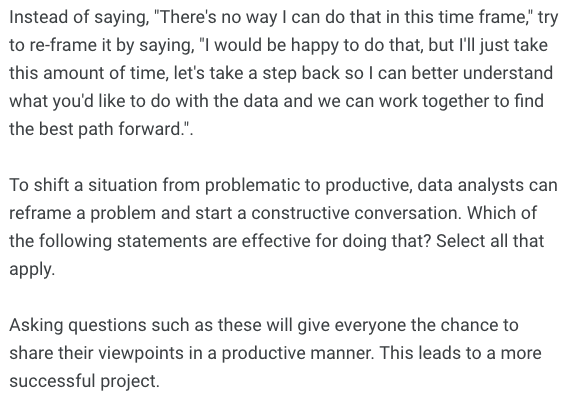 Instead of saying, "There's no way I can do that in this time frame," try
to re-frame it by saying, "I would be happy to do that, but I'll just take
this amount of time, let's take a step back so I can better understand
what you'd like to do with the data and we can work together to find
the best path forward.".
To shift a situation from problematic to productive, data analysts can
reframe a problem and start a constructive conversation. Which of
the following statements are effective for doing that? Select all that
apply.
Asking questions such as these will give everyone the chance to
share their viewpoints in a productive manner. This leads to a more
successful project.